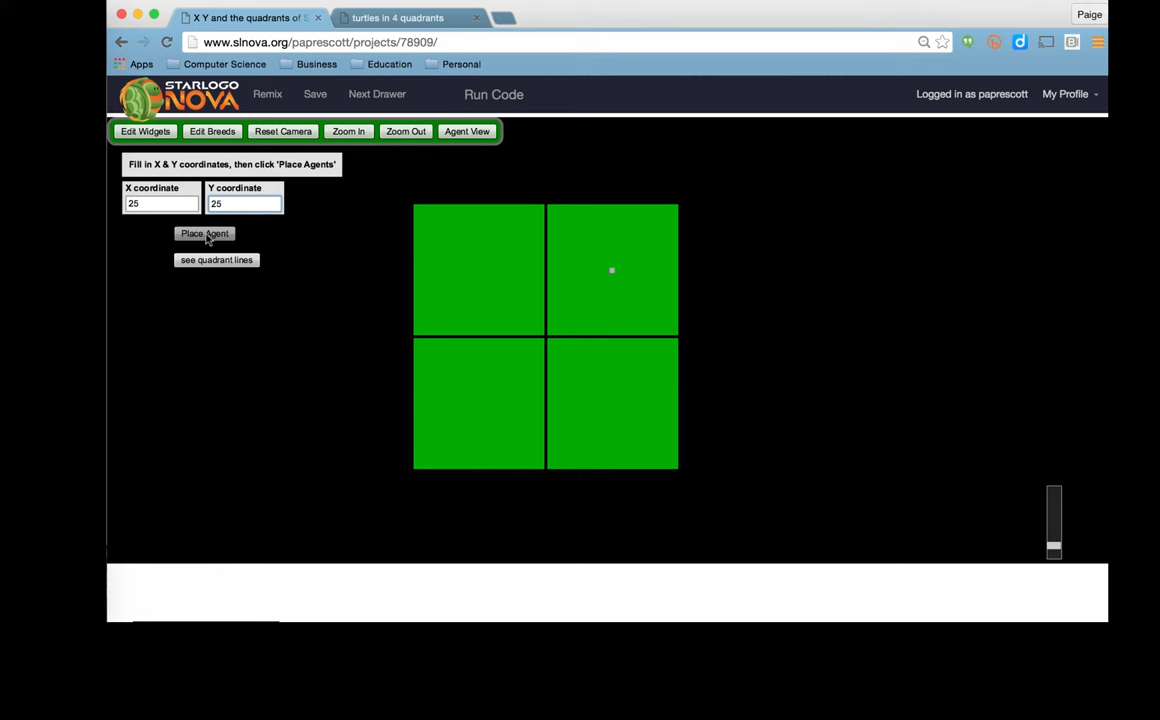 X Y and the quadrants of S
turtles in 4 quadrants
Paige
www.slnova.org/paprescott/projects/78909/
Apps Computer Science Business Education Personal
STARLOGO
NOVA
Remix Save Next Drawer Run Code Logged in as paprescott My Profile
Edit Widgets Edit Breeds Reset Camera Zoom In Zoom Out Agent View
Fill in X & Y coordinates, then click 'Place Agents'
X coordinate Y coordinate
25 25
Place Agent
see quadrant lines